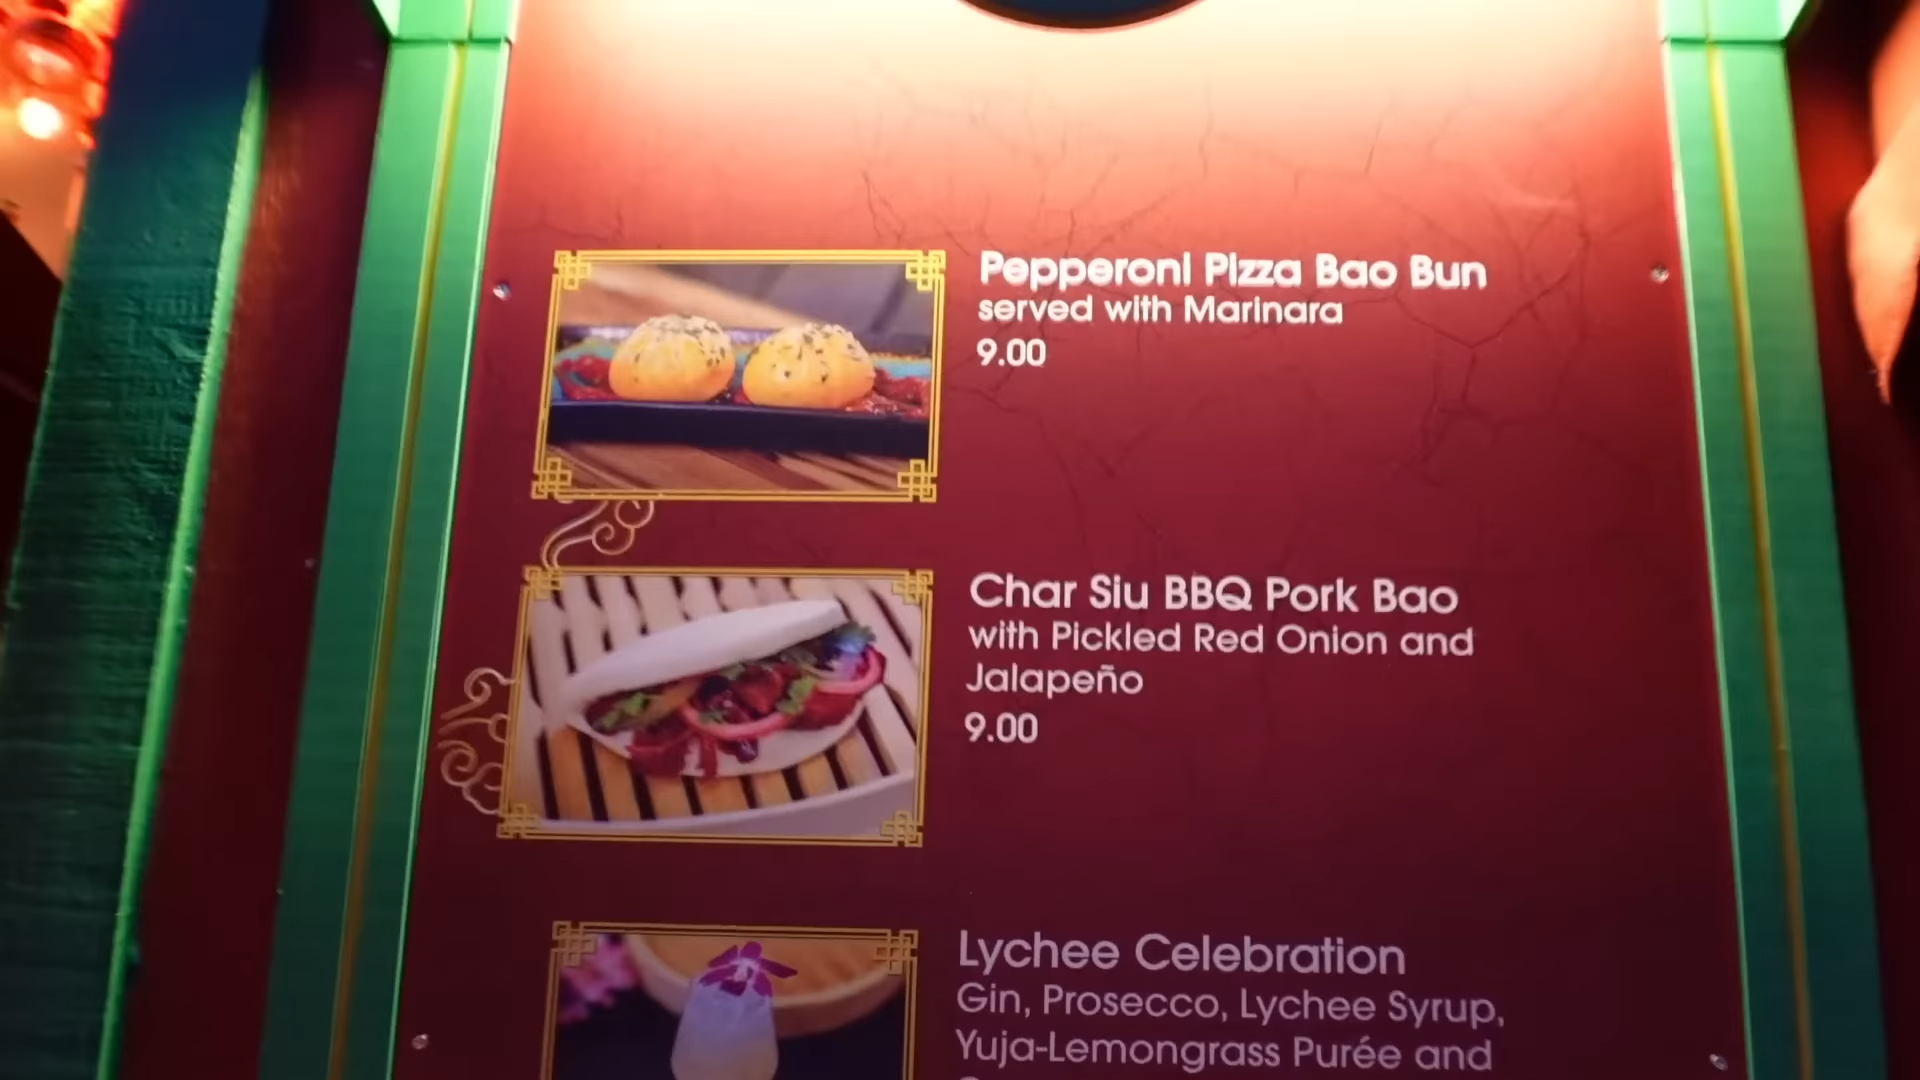 Pepperoni Pizza Bao Bun
served with Marinara
9.00
Char Siu BBQ Pork Bao
with Pickled Red Onion and
Jalapeño
9.00
Lychee Celebration
Gin, Prosecco, Lychee Syrup,
Yuja-Lemongrass Purée and